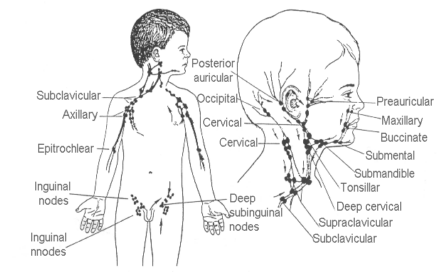 Posterior
auricular
Subclavicular
Axillary
Epitrochlear
Inguinal
nodes
Inguinal
nnodes
Deep
subinguinal
nodes
Occipital
Cervical
Cervical
Preauricular
Maxillary
Buccinate
Submental
Submandible
Tonsillar
Deep cervical
Supraclavicular
Subclavicular